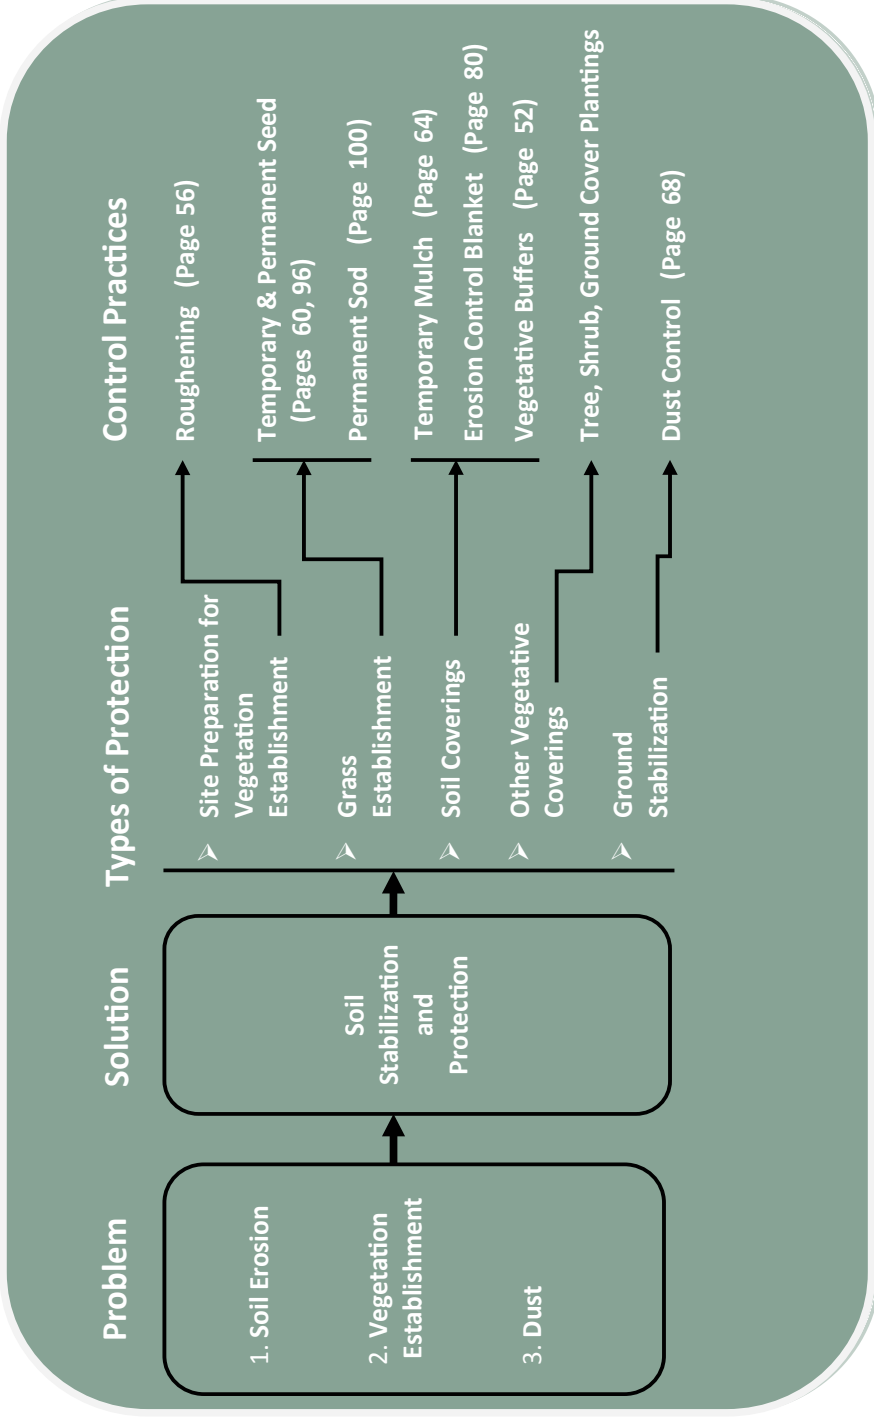 Problem
1. Soil Erosion
2. Vegetation
Establishment
3. Dust
Solution
Soil
Stabilization
and
Protection
Types of Protection
Site Preparation for
Vegetation
Establishment
Grass
Establishment
Soil Coverings
Other Vegetative
Coverings
Ground
Stabilization
Control Practices
Roughening (Page 56)
Temporary & Permanent Seed
(Pages 60, 96)
Permanent Sod (Page 100)
Temporary Mulch (Page 64)
Erosion Control Blanket (Page 80)
Vegetative Buffers (Page 52)
Tree, Shrub, Ground Cover Plantings
Dust Control (Page 68)